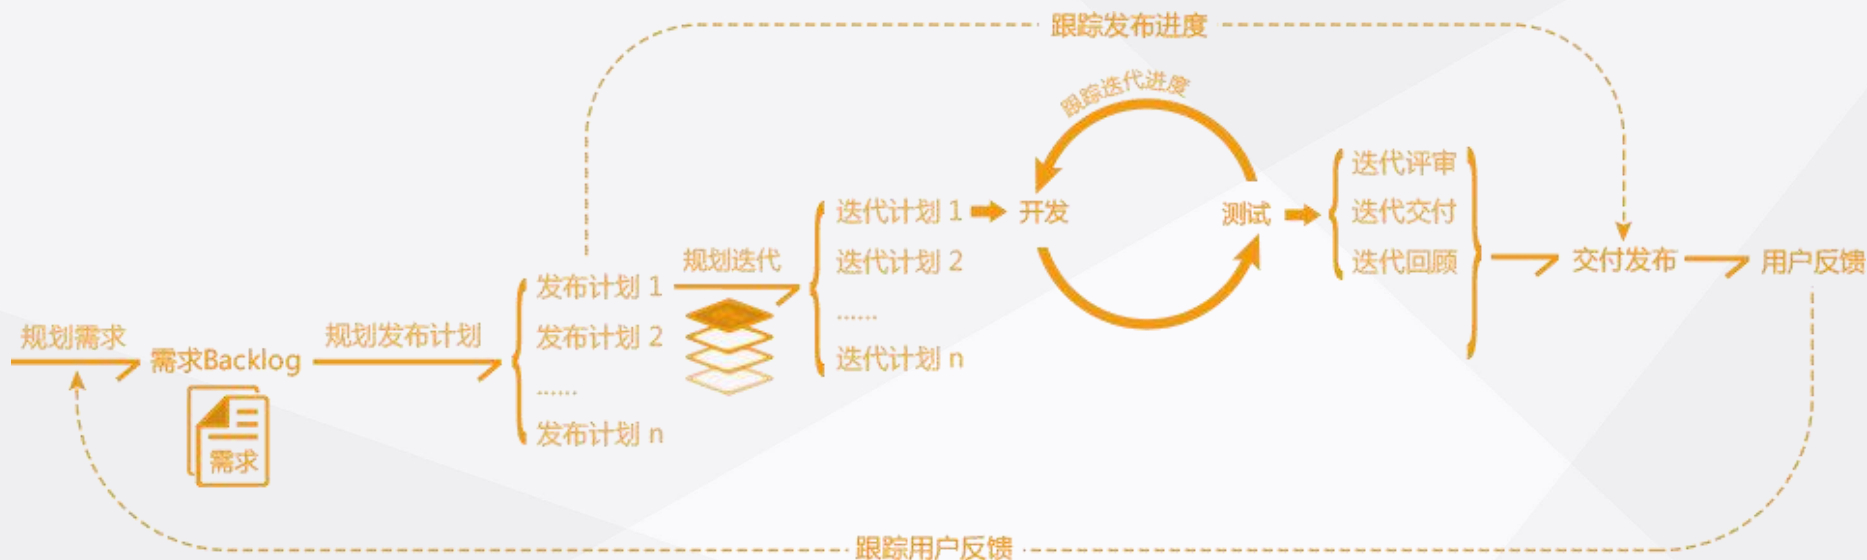 跟踪发布进度
跟踪迭代进度
规划需求
需求Backlog
需求
规划发布计划
发布计划 1
发布计划 2
......
发布计划 n
规划迭代
迭代计划 1
迭代计划 2
......
迭代计划 n
开发
测试
迭代评审
迭代交付
迭代回顾
交付发布
用户反馈
跟踪用户反馈